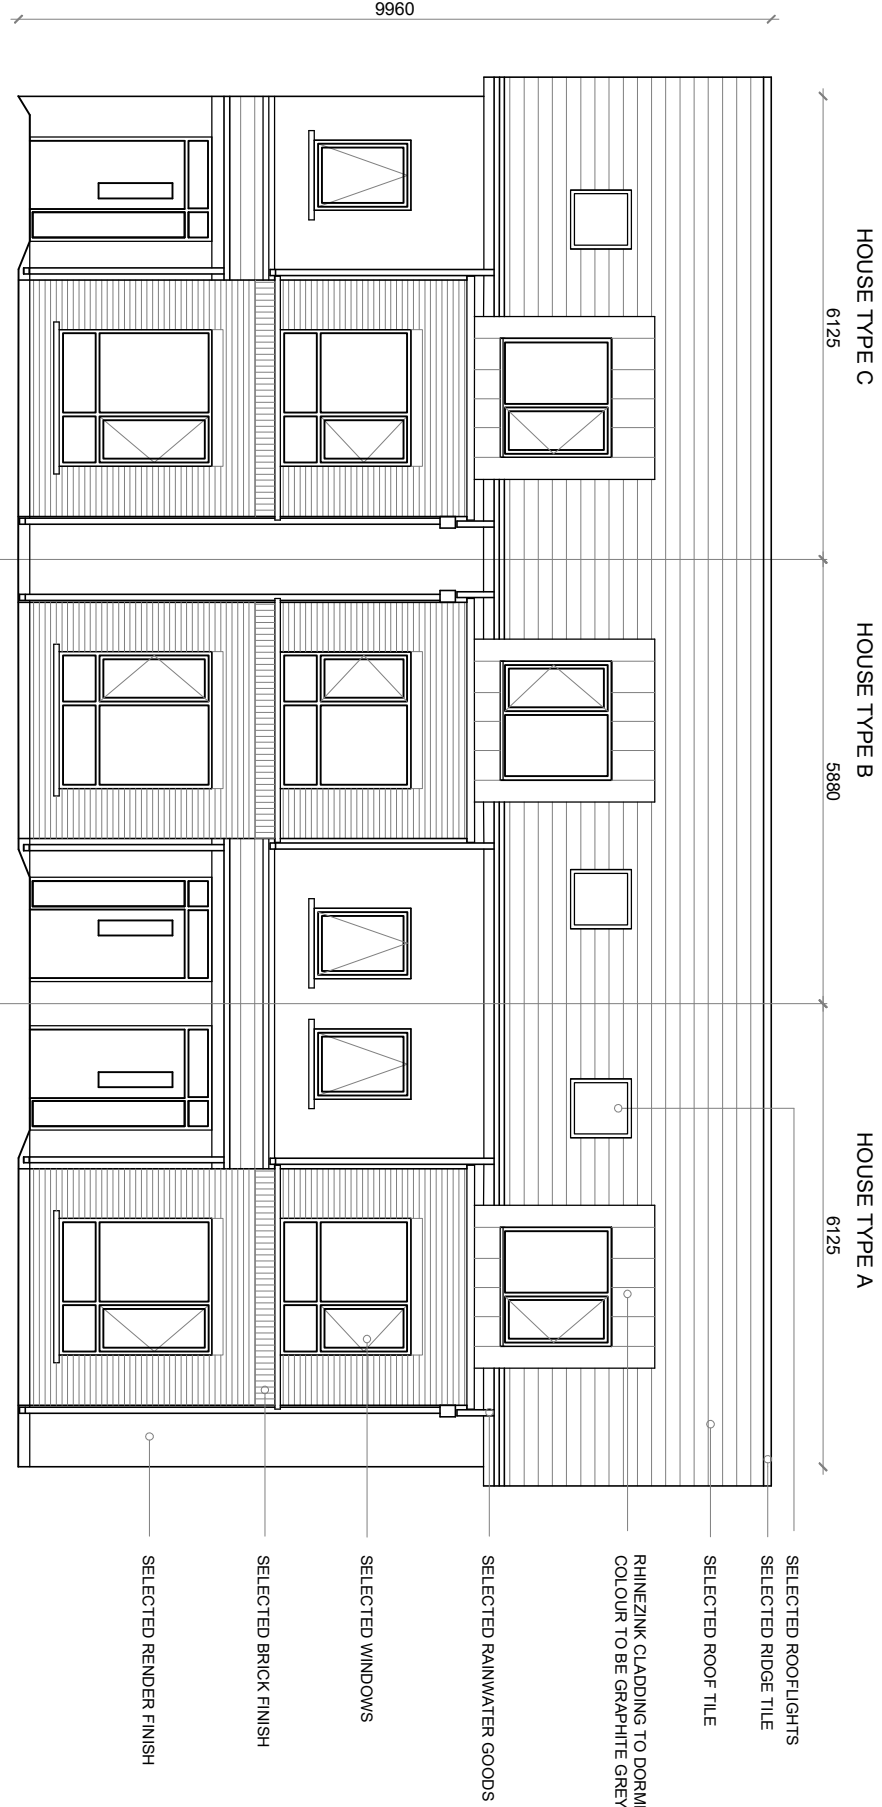 9960
HOUSE TYPE C
6125
HOUSE TYPE B
5880
HOUSE TYPE A
6125
SELECTED ROOFLIGHTS
SELECTED RIDGE TILE
SELECTED ROOF TILE
RHINEZINK CLADDING TO
COLOUR TO BE GRAPHITE GREY
SELECTED RAINWATER GOODS
SELECTED WINDOWS
SELECTED BRICK FINISH
SELECTED RENDER FINISH